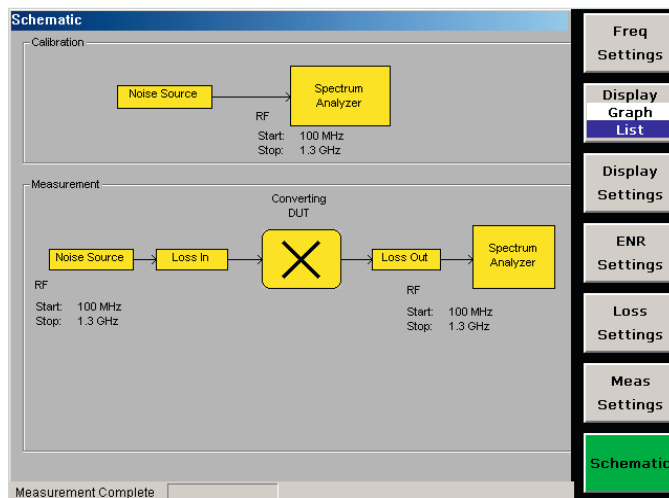 Schematic
Calibration
Noise Source
Spectrum
Analyzer
RF
Start: 100 MHz
Stop: 1.3 GHz
Measurement
Converting
DUT
Noise Source
Loss In
Loss Out
Spectrum
Analyzer
RF
Start: 100 MHz
Stop: 1.3 GHz
RF
Start: 100 MHz
Stop: 1.3 GHz
Measurement Complete
Freq
Settings
Display
Graph
List
Display
Settings
ENR
Settings
Loss
Settings
Meas
Settings
Schematic